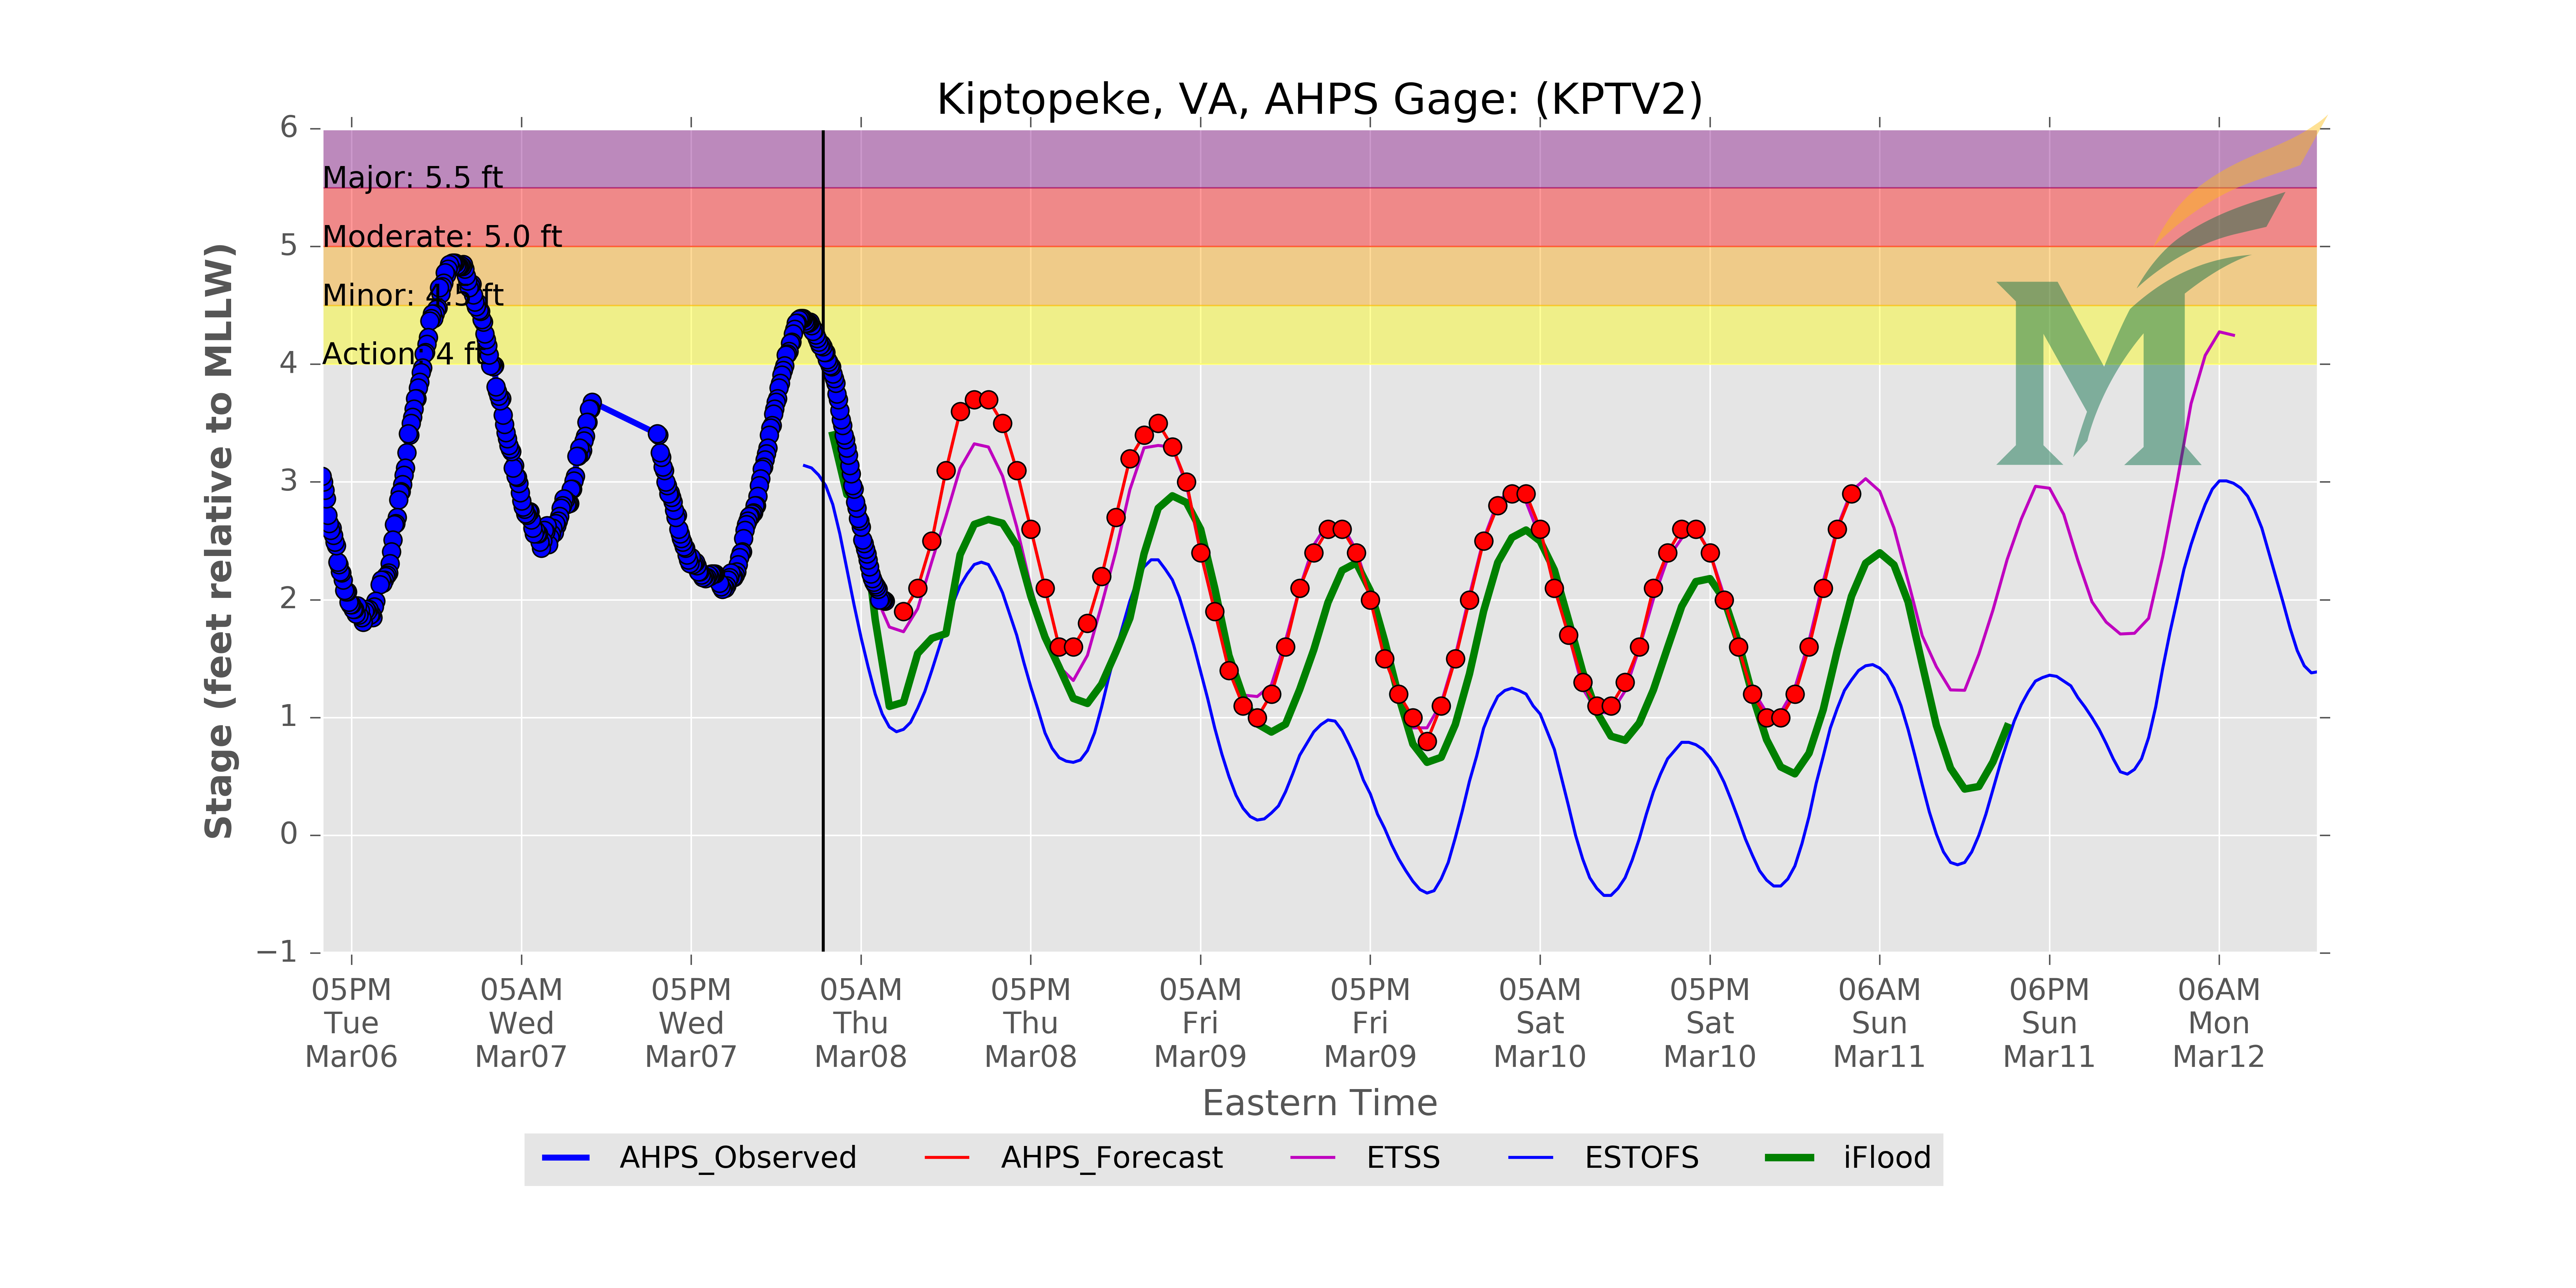 Kiptopeke, VA, AHPS Gage: (KPTV2)
6
5
4
3
2
1
0
−1
Stage (feet relative to MLLW)
Major: 5.5 ft
Moderate: 5.0 ft
Minor: 4.5 ft
Action: 4 ft
05PM 05AM 05PM 05AM 05PM 05AM 05PM 05AM 05PM 06AM 06PM 06AM
Tue Wed Wed Thu Thu Fri Fri Sat Sat Sun Sun Mon
Mar06 Mar07 Mar07 Mar08 Mar08 Mar09 Mar09 Mar10 Mar10 Mar11 Mar11 Mar12
Eastern Time
AHPS_Observed AHPS_Forecast ETSS ESTOFS iFlood
M